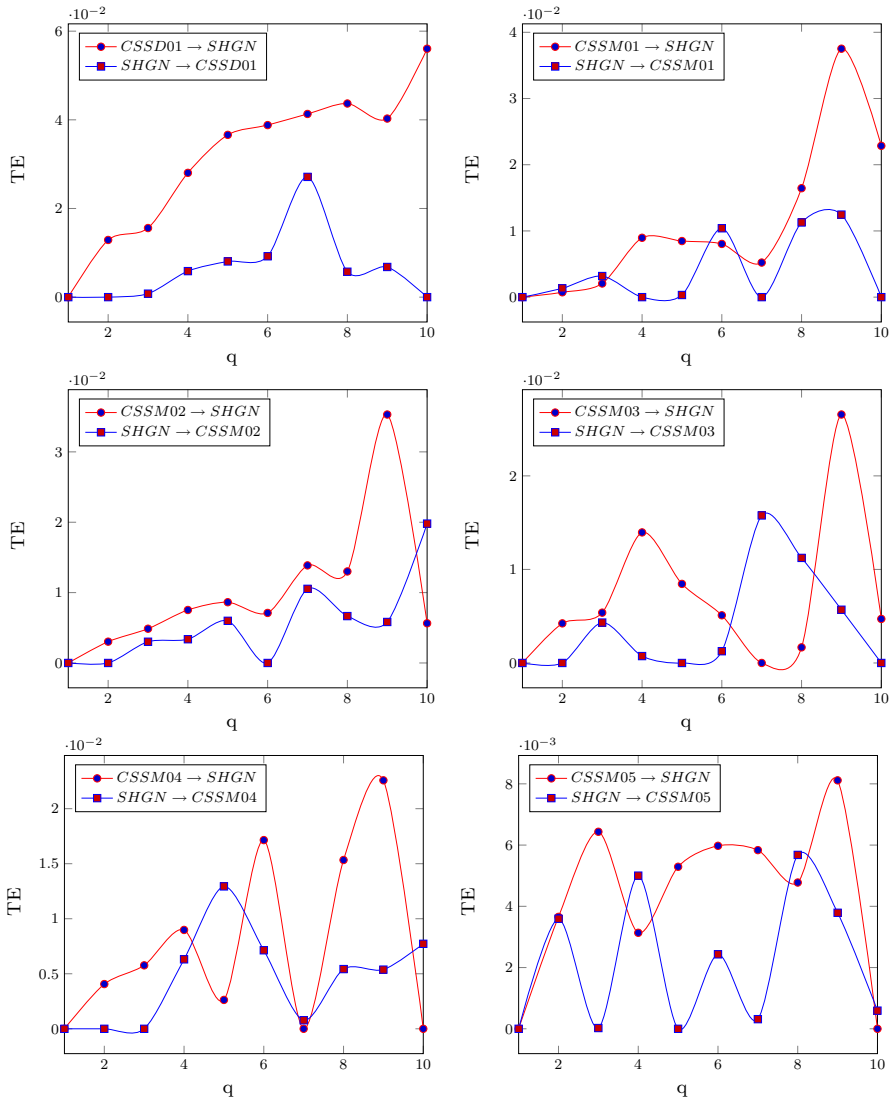 ·10−2
CSSD01 → SHGN
SHGN → CSSD01
6
4
2
0
TE
2
4
6
8
10
q
·10−2
CSSM01 → SHGN
SHGN → CSSM01
4
3
2
1
0
TE
2
4
6
8
10
q
·10−2
CSSM02 → SHGN
SHGN → CSSM02
3
2
1
0
TE
2
4
6
8
10
q
·10−2
CSSM03 → SHGN
SHGN → CSSM03
2
1
0
TE
2
4
6
8
10
q
·10−2
CSSM04 → SHGN
SHGN → CSSM04
2
1.5
1
0.5
0
TE
2
4
6
8
10
q
·10−3
CSSM05 → SHGN
SHGN → CSSM05
8
6
4
2
0
TE
2
4
6
8
10
q